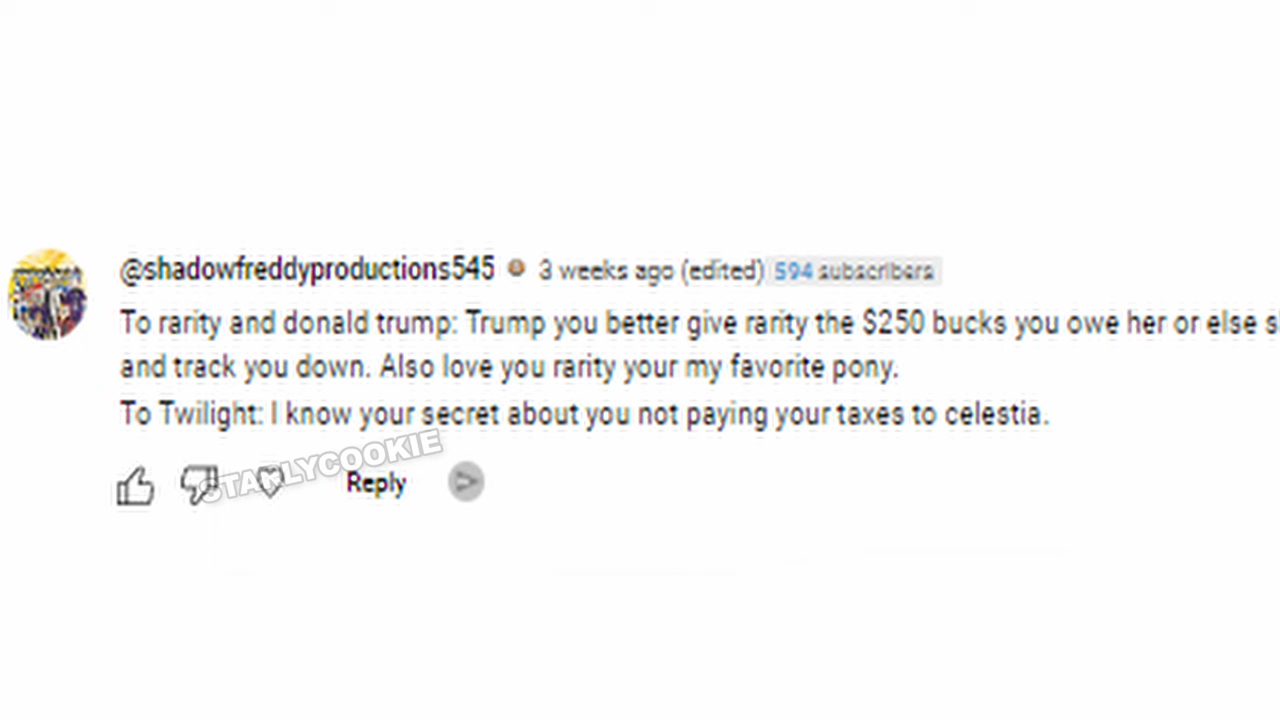 @shadowfreddyproductions545 3 weeks ago (edited) 594 subscribers
To rarity and donald trump: Trump you better give rarity the $250 bucks you owe her or else
and track you down. Also love you rarity your my favorite pony.
To Twilight: I know your secret about you not paying your taxes to celestia.
STARLYCOOKIE
Reply